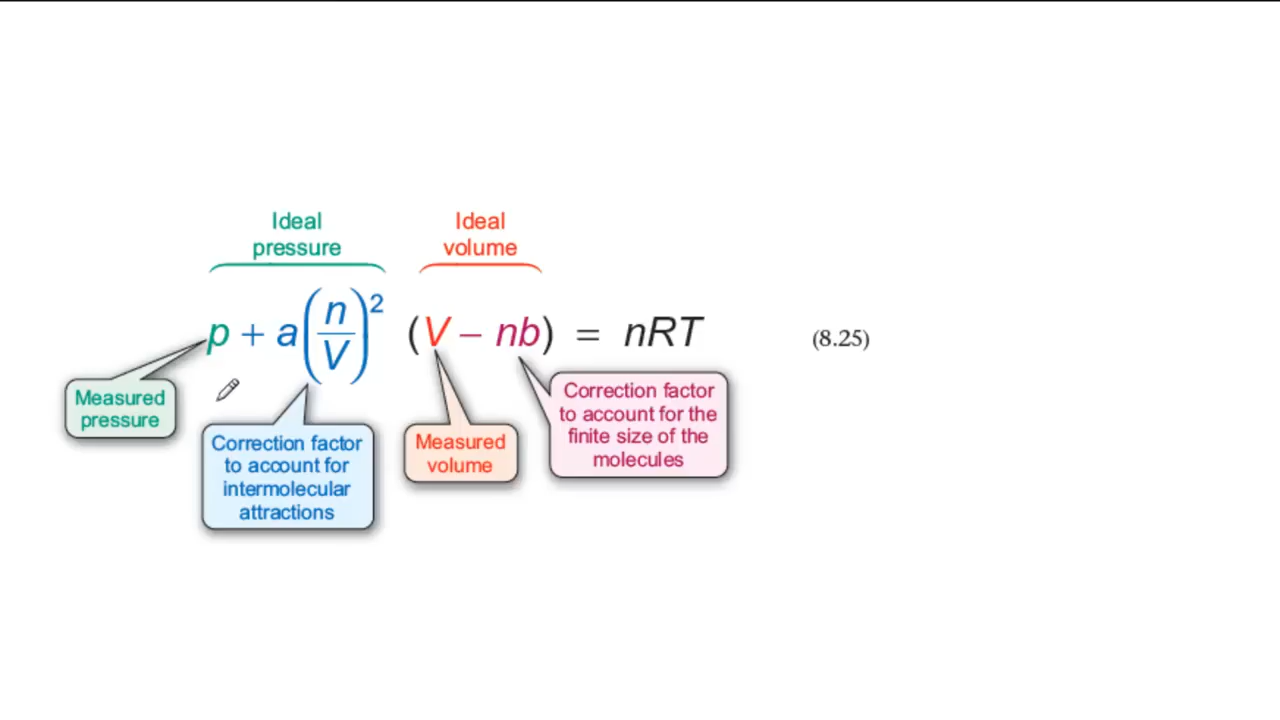 Ideal
pressure
Ideal
volume
p + a(n/V)² (V – nb) = nRT
(8.25)
Measured
pressure
Correction factor
to account for
intermolecular
attractions
Measured
volume
Correction factor
to account for the
finite size of the
molecules